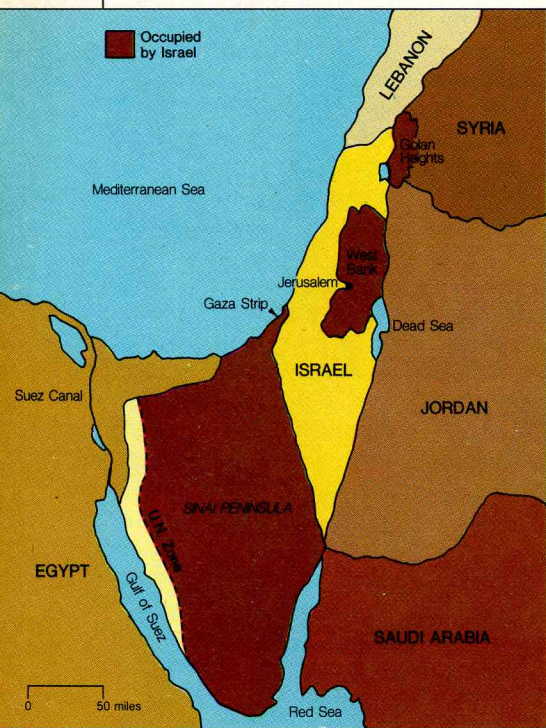 Occupied
by Israel
LEBANON
SYRIA
Golan
Heights
Mediterranean Sea
West
Bank
Jerusalem
Gaza Strip
Dead Sea
ISRAEL
Suez Canal
JORDAN
SINAI PENINSULA
U.N. Zone
EGYPT
Gulf of Suez
SAUDI ARABIA
0 50 miles
Red Sea